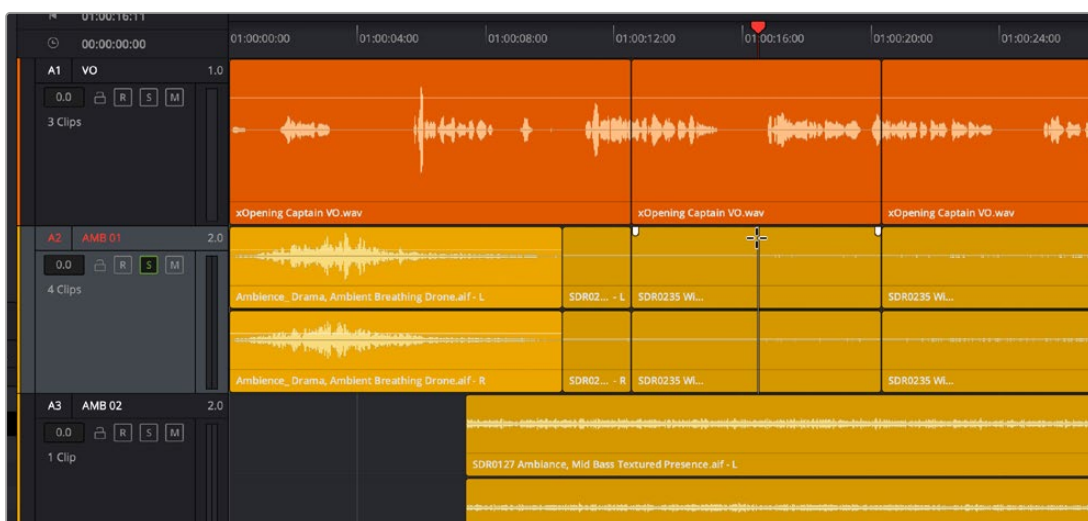 01:00:16:11
00:00:00:00
01:00:00:00 01:00:04:00 01:00:08:00 01:00:12:00 01:00:16:00 01:00:20:00 01:00:24:00
A1 VO 1.0
0.0 R S M
3 Clips
xOpening Captain VO.wav xOpening Captain VO.wav xOpening Captain VO.wav
A2 AMB 01 2.0
0.0 R S M
4 Clips
Ambience_ Drama, Ambient Breathing Drone.aif - L SDR02... - L SDR0235 Wi... SDR0235 Wi...
Ambience_ Drama, Ambient Breathing Drone.aif - R SDR02... - R SDR0235 Wi... SDR0235 Wi...
A3 AMB 02 2.0
0.0 R S M
1 Clip
SDR0127 Ambiance, Mid Bass Textured Presence.aif - L